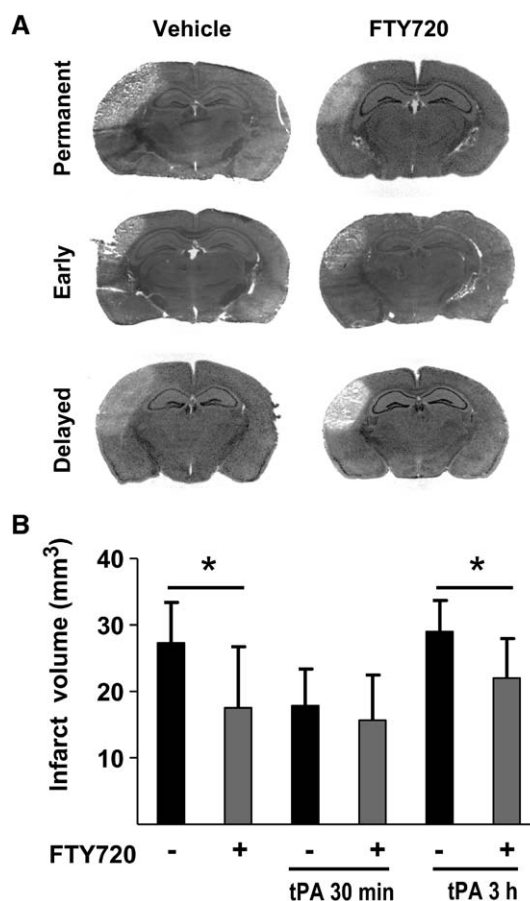 A
Vehicle FTY720
Permanent
Early
Delayed
B
Infarct volume (mm³)
40
30
20
10
* *
FTY720 - + - + - +
tPA 30 min tPA 3 h